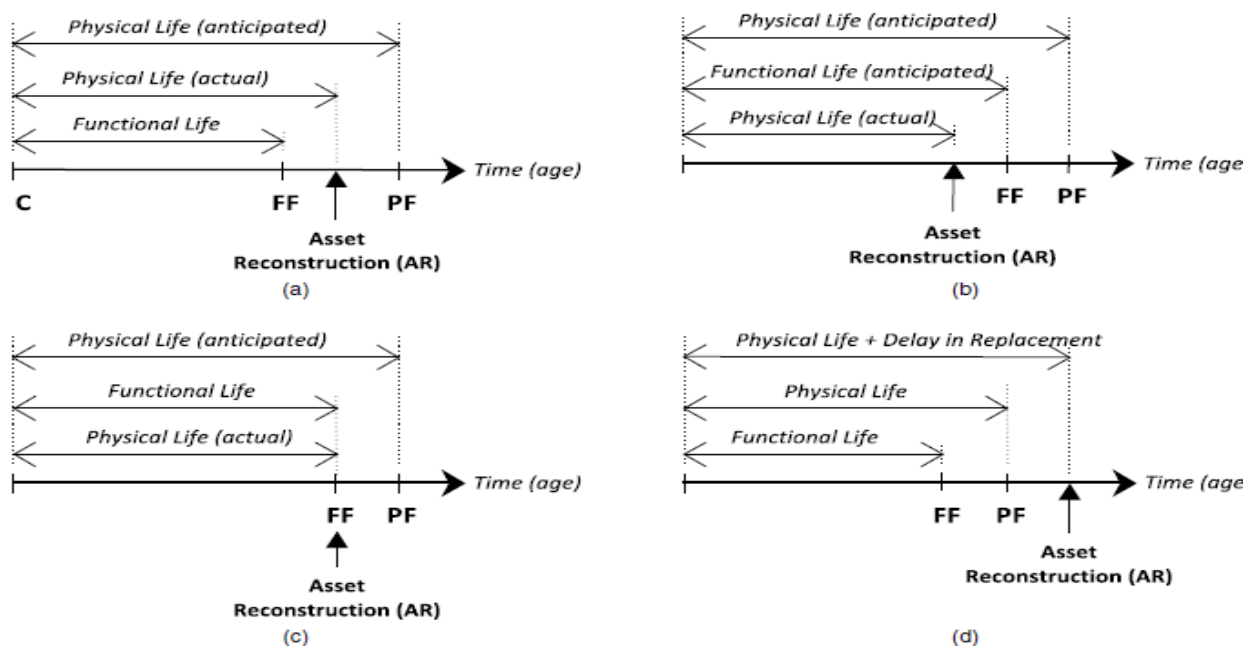 Physical Life (anticipated)
Physical Life (actual)
Functional Life
Time (age)
C
FF
PF
Asset
Reconstruction (AR)
(a)
Physical Life (anticipated)
Functional Life (anticipated)
Physical Life (actual)
Time (age
FF
PF
Asset
Reconstruction (AR)
(b)
Physical Life (anticipated)
Functional Life
Physical Life (actual)
Time (age)
FF
PF
Asset
Reconstruction (AR)
(c)
Physical Life + Delay in Replacement
Physical Life
Functional Life
Time (age
FF
PF
Asset
Reconstruction (AR)
(d)